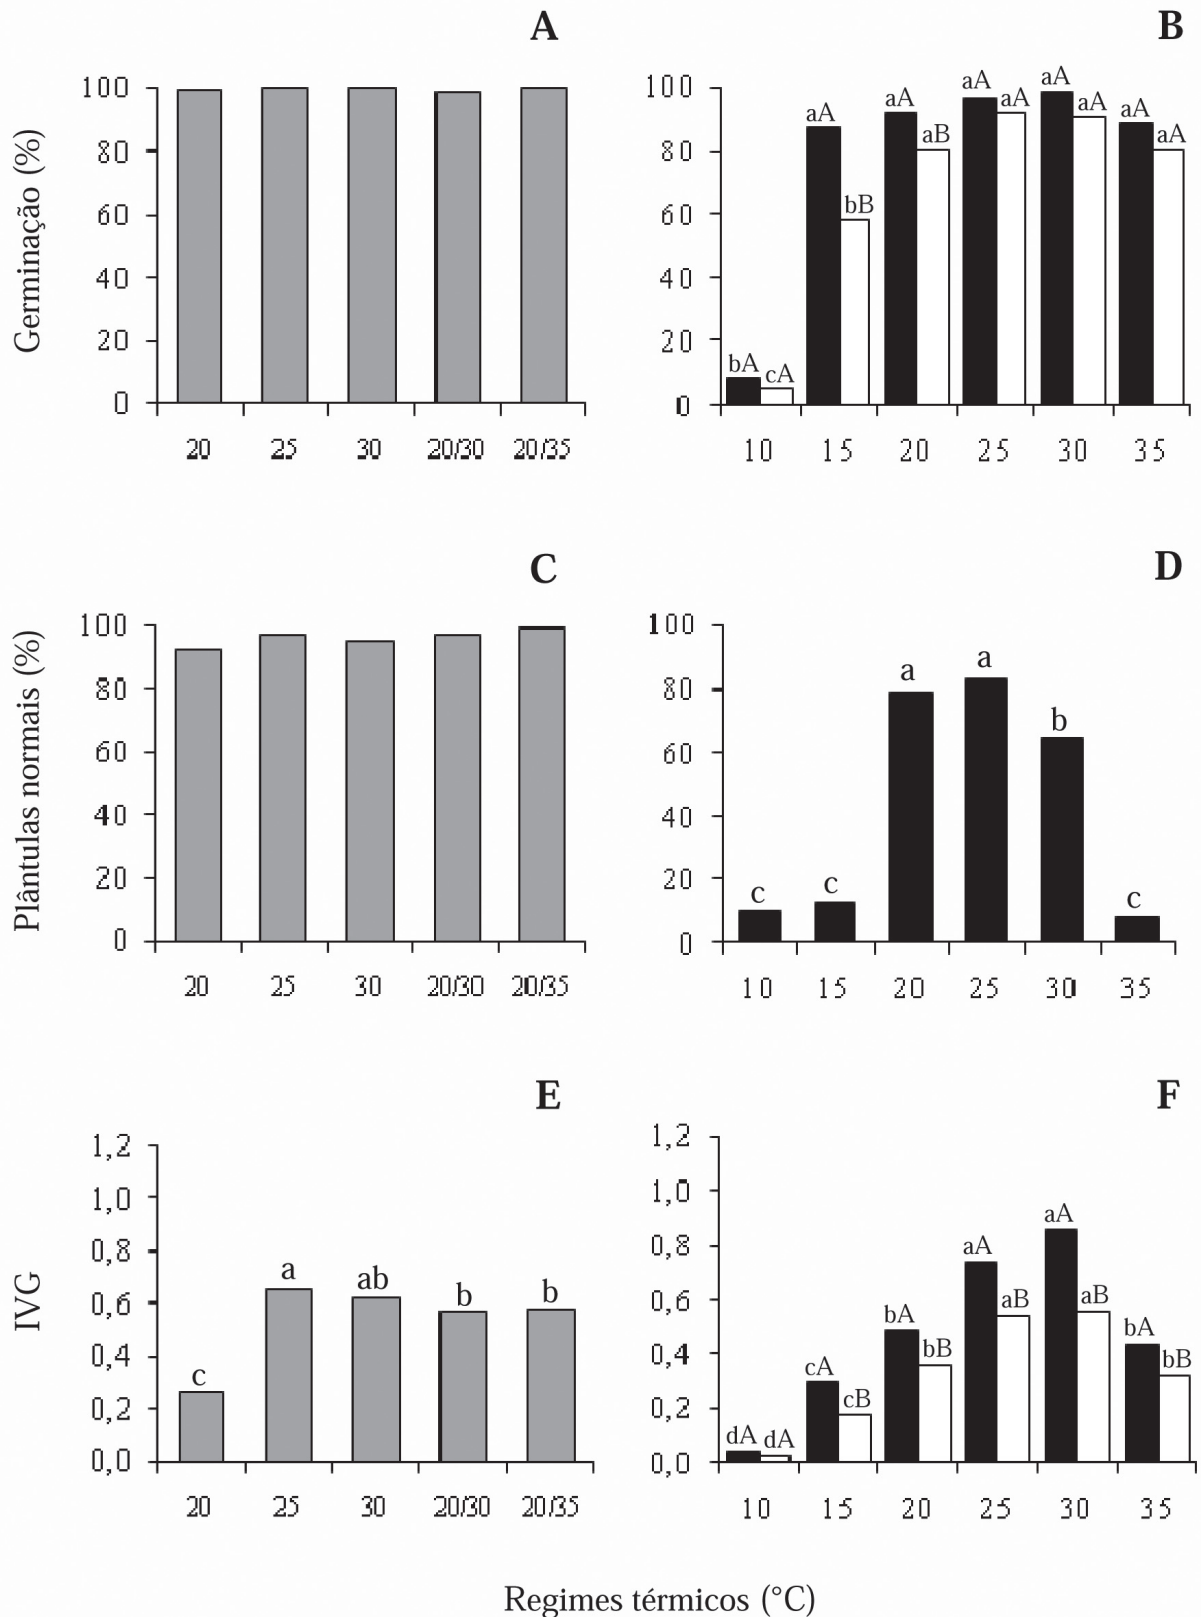 A
Germinação (%)
100
80
60
40
20
0
20 25 30 20/30 20/35
B
100
80
60
40
20
0
bA cA aA bB aA aB aA aA aA aA aA aA
10 15 20 25 30 35
C
Plântulas normais (%)
100
80
60
40
20
0
20 25 30 20/30 20/35
D
100
80
60
40
20
0
c c a a b c
10 15 20 25 30 35
E
IVG
1,2
1,0
0,8
0,6
0,4
0,2
0,0
c a ab b b
20 25 30 20/30 20/35
F
1,2
1,0
0,8
0,6
0,4
0,2
0,0
dA dA cA cB bA bB aA aB aA aB bA bB
10 15 20 25 30 35
Regimes térmicos (°C)